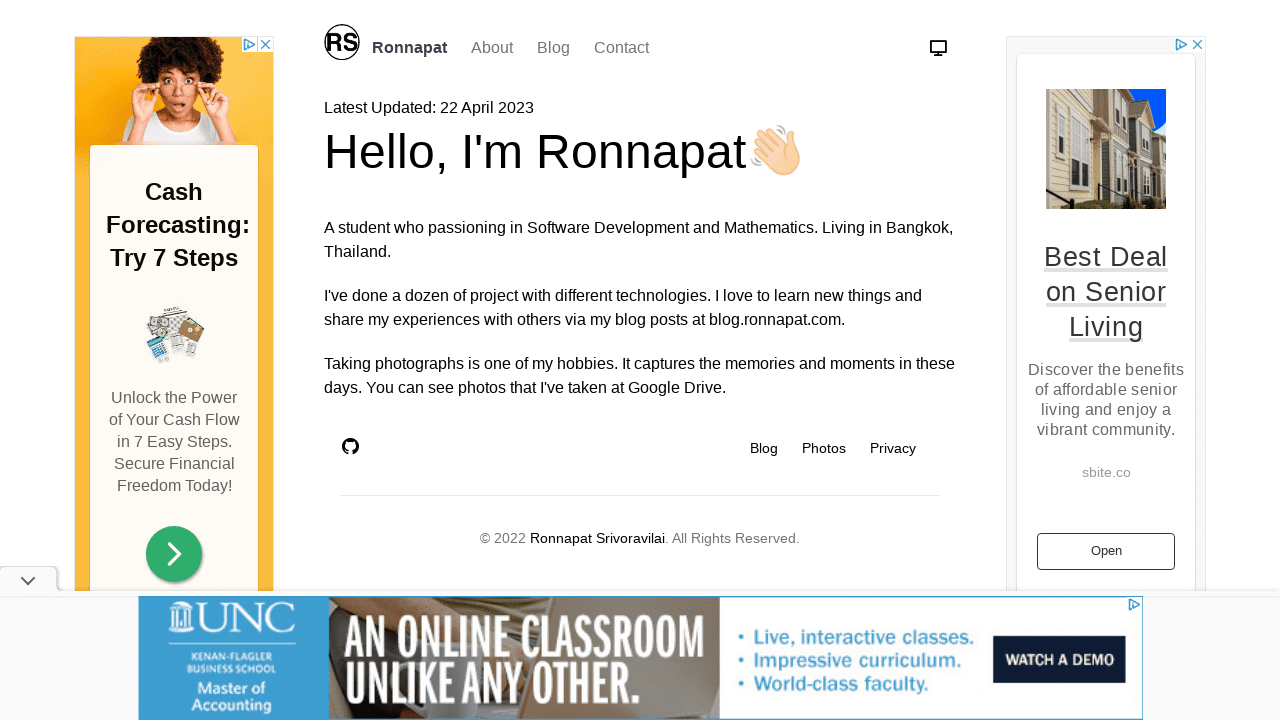 RS
Ronnapat
About
Blog
Contact
Latest Updated: 22 April 2023
Hello, I'm Ronnapat👋🏻
A student who passioning in Software Development and Mathematics. Living in Bangkok,
Thailand.
I've done a dozen of project with different technologies. I love to learn new things and
share my experiences with others via my blog posts at blog.ronnapat.com.
Taking photographs is one of my hobbies. It captures the memories and moments in these
days. You can see photos that I've taken at Google Drive.
Blog
Photos
Privacy
© 2022 Ronnapat Srivoravilai. All Rights Reserved.
Cash
Forecasting:
Try 7 Steps
Unlock the Power
of Your Cash Flow
in 7 Easy Steps.
Secure Financial
Freedom Today!
Best Deal
on Senior
Living
Discover the benefits
of affordable senior
living and enjoy a
vibrant community.
sbite.co
Open
UNC
KENAN-FLAGLER
BUSINESS SCHOOL
Master of
Accounting
AN ONLINE CLASSROOM
UNLIKE ANY OTHER.
• Live, interactive classes.
• Impressive curriculum.
• World-class faculty.
WATCH A DEMO